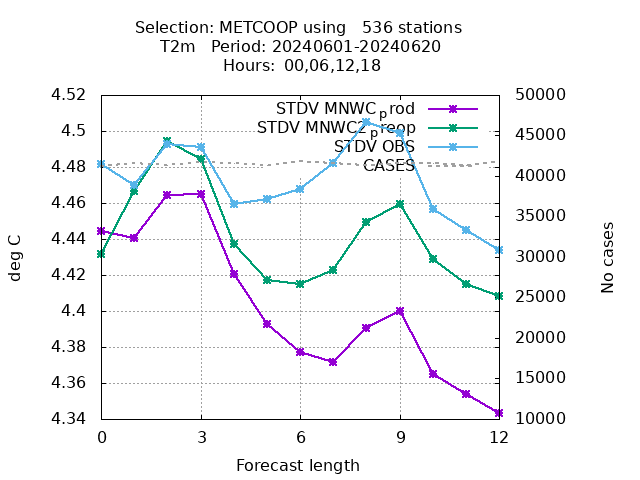 Selection: METCOOP using   536 stations
T2m   Period: 20240601-20240620
Hours: 00,06,12,18
STDV MNWC_prod
STDV MNWC2_preop
STDV OBS
CASES
4.52
4.5
4.48
4.46
4.44
4.42
4.4
4.38
4.36
4.34
50000
45000
40000
35000
30000
25000
20000
15000
10000
deg C
No cases
0 3 6 9 12
Forecast length